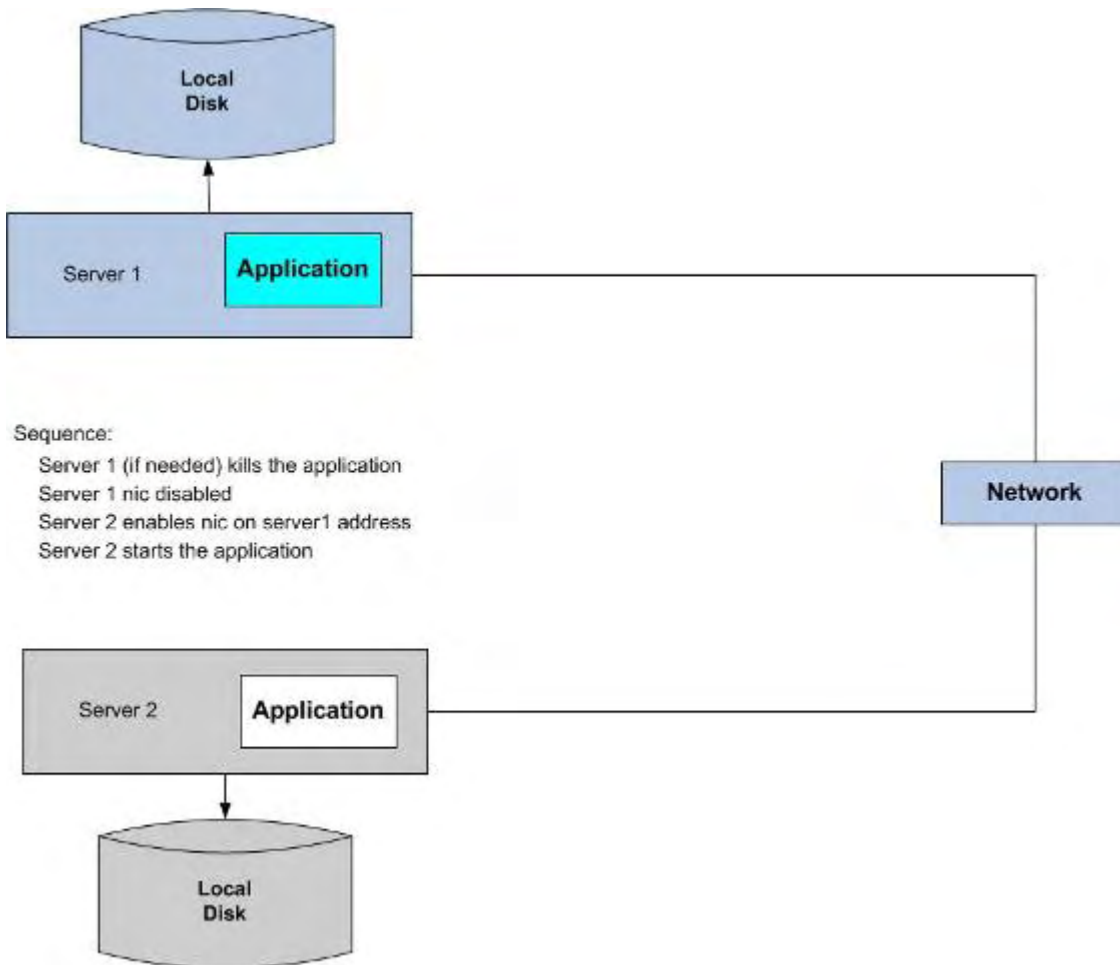 Local
Disk
Server 1
Application
Sequence:
Server 1 (if needed) kills the application
Server 1 nic disabled
Server 2 enables nic on server1 address
Server 2 starts the application
Network
Server 2
Application
Local
Disk